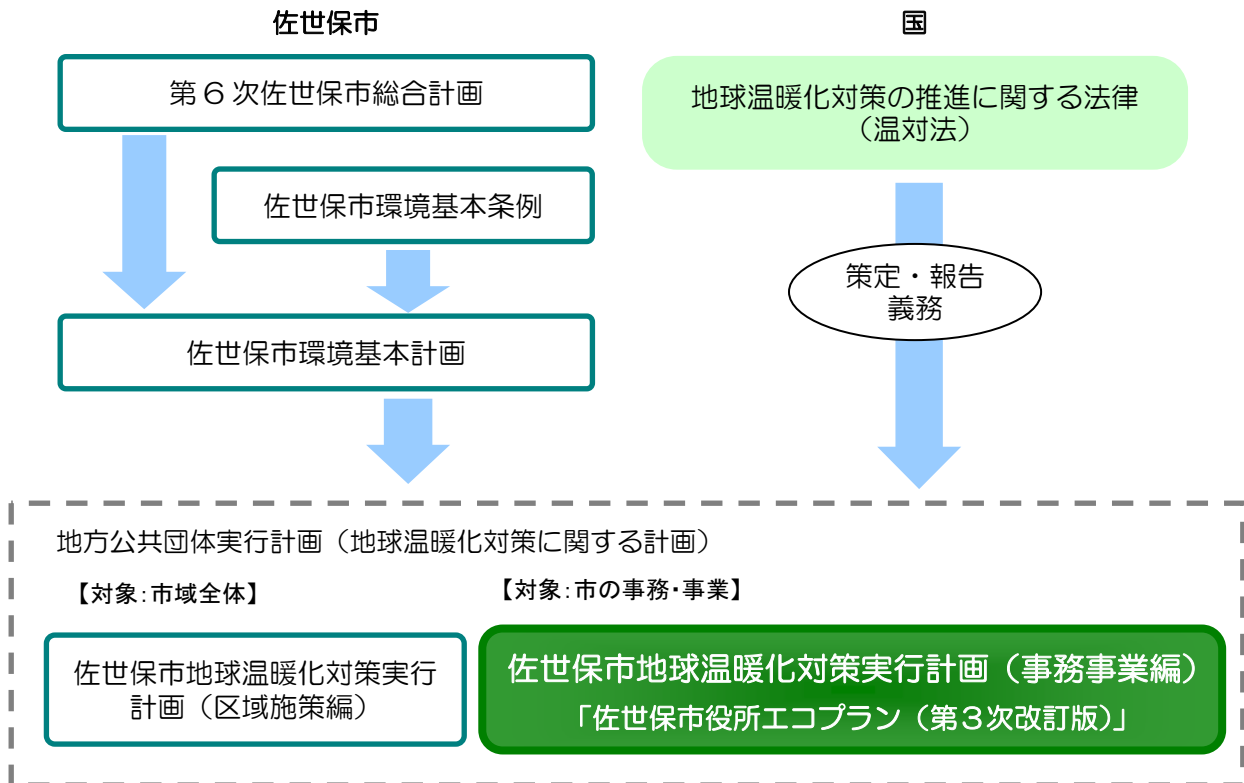 佐世保市
国
第6次佐世保市総合計画
地球温暖化対策の推進に関する法律
（温対法）
佐世保市環境基本条例
策定・報告
義務
佐世保市環境基本計画
地方公共団体実行計画（地球温暖化対策に関する計画）
【対象：市域全体】
【対象：市の事務・事業】
佐世保市地球温暖化対策実行
計画（区域施策編）
佐世保市地球温暖化対策実行計画（事務事業編）
「佐世保市役所エコプラン（第３次改訂版）」